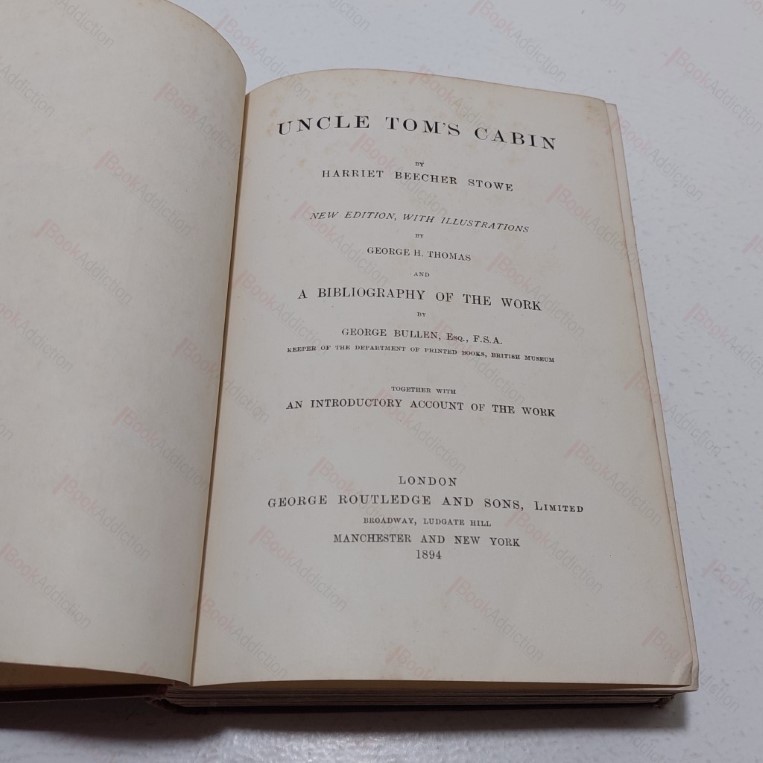 UNCLE TOM'S CABIN
BY
HARRIET BEECHER STOWE
NEW EDITION, WITH ILLUSTRATIONS
BY
GEORGE H. THOMAS
AND
A BIBLIOGRAPHY OF THE WORK
BY
GEORGE BULLEN, Esq., F.S.A.
KEEPER OF THE DEPARTMENT OF PRINTED BOOKS, BRITISH MUSEUM
TOGETHER WITH
AN INTRODUCTORY ACCOUNT OF THE WORK
LONDON
GEORGE ROUTLEDGE AND SONS, LIMITED
BROADWAY, LUDGATE HILL
MANCHESTER AND NEW YORK
1894
BookAddiction